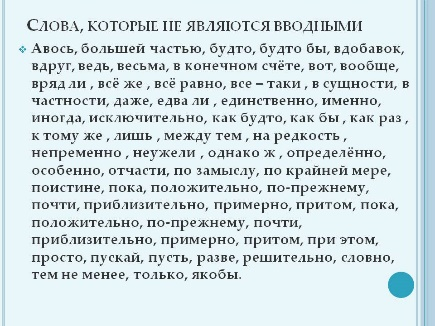 Слова, которые не являются вводными
Авось, большей частью, будто, будто бы, вдобавок,
вдруг, ведь, весьма, в конечном счёте, вот, вообще,
вряд ли , всё же , всё равно, все – таки , в сущности, в
частности, даже, едва ли , единственно, именно,
иногда, исключительно, как будто, как бы , как раз ,
к тому же , лишь , между тем , на редкость ,
непременно , неужели , однако ж , определённо,
особенно, отчасти, по замыслу, по крайней мере,
поистине, пока, положительно, по-прежнему,
почти, приблизительно, примерно, притом, пока,
положительно, по-прежнему, почти,
приблизительно, примерно, притом, при этом,
просто, пускай, пусть, разве, решительно, словно,
тем не менее, только, якобы.